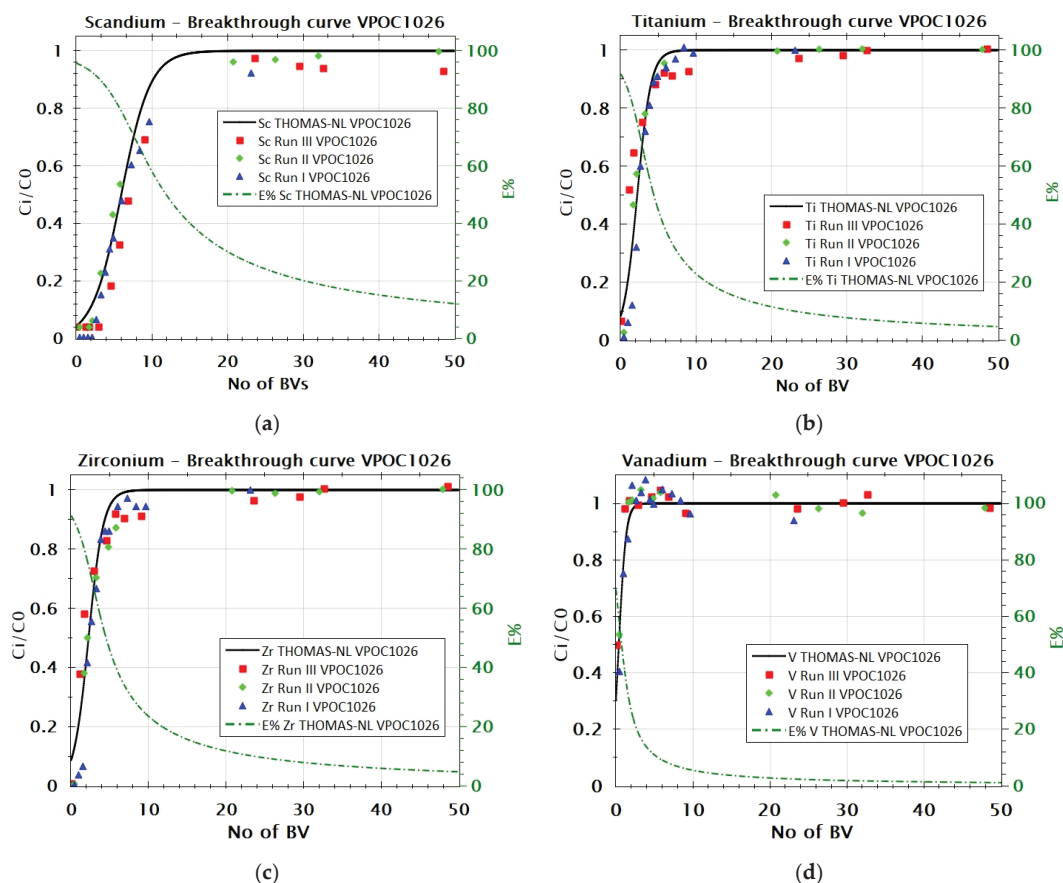 Scandium – Breakthrough curve VPOC1026
1
0.8
0.6
0.4
0.2
0
100
80
60
40
20
0
Ci/C0
E%
Sc THOMAS-NL VPOC1026
Sc Run III VPOC1026
Sc Run II VPOC1026
Sc Run I VPOC1026
E% Sc THOMAS-NL VPOC1026
0 10 20 30 40 50
No of BVs
(a)
Titanium – Breakthrough curve VPOC1026
1
0.8
0.6
0.4
0.2
0
100
80
60
40
20
0
Ci/C0
E%
Ti THOMAS-NL VPOC1026
Ti Run III VPOC1026
Ti Run II VPOC1026
Ti Run I VPOC1026
E% Ti THOMAS-NL VPOC1026
0 10 20 30 40 50
No of BV
(b)
Zirconium – Breakthrough curve VPOC1026
1
0.8
0.6
0.4
0.2
0
100
80
60
40
20
0
Ci/C0
E%
Zr THOMAS-NL VPOC1026
Zr Run III VPOC1026
Zr Run II VPOC1026
Zr Run I VPOC1026
E% Zr THOMAS-NL VPOC1026
0 10 20 30 40 50
No of BV
(c)
Vanadium – Breakthrough curve VPOC1026
1
0.8
0.6
0.4
0.2
0
100
80
60
40
20
0
Ci/C0
E%
V THOMAS-NL VPOC1026
V Run III VPOC1026
V Run II VPOC1026
V Run I VPOC1026
E% V THOMAS-NL VPOC1026
0 10 20 30 40 50
No of BV
(d)